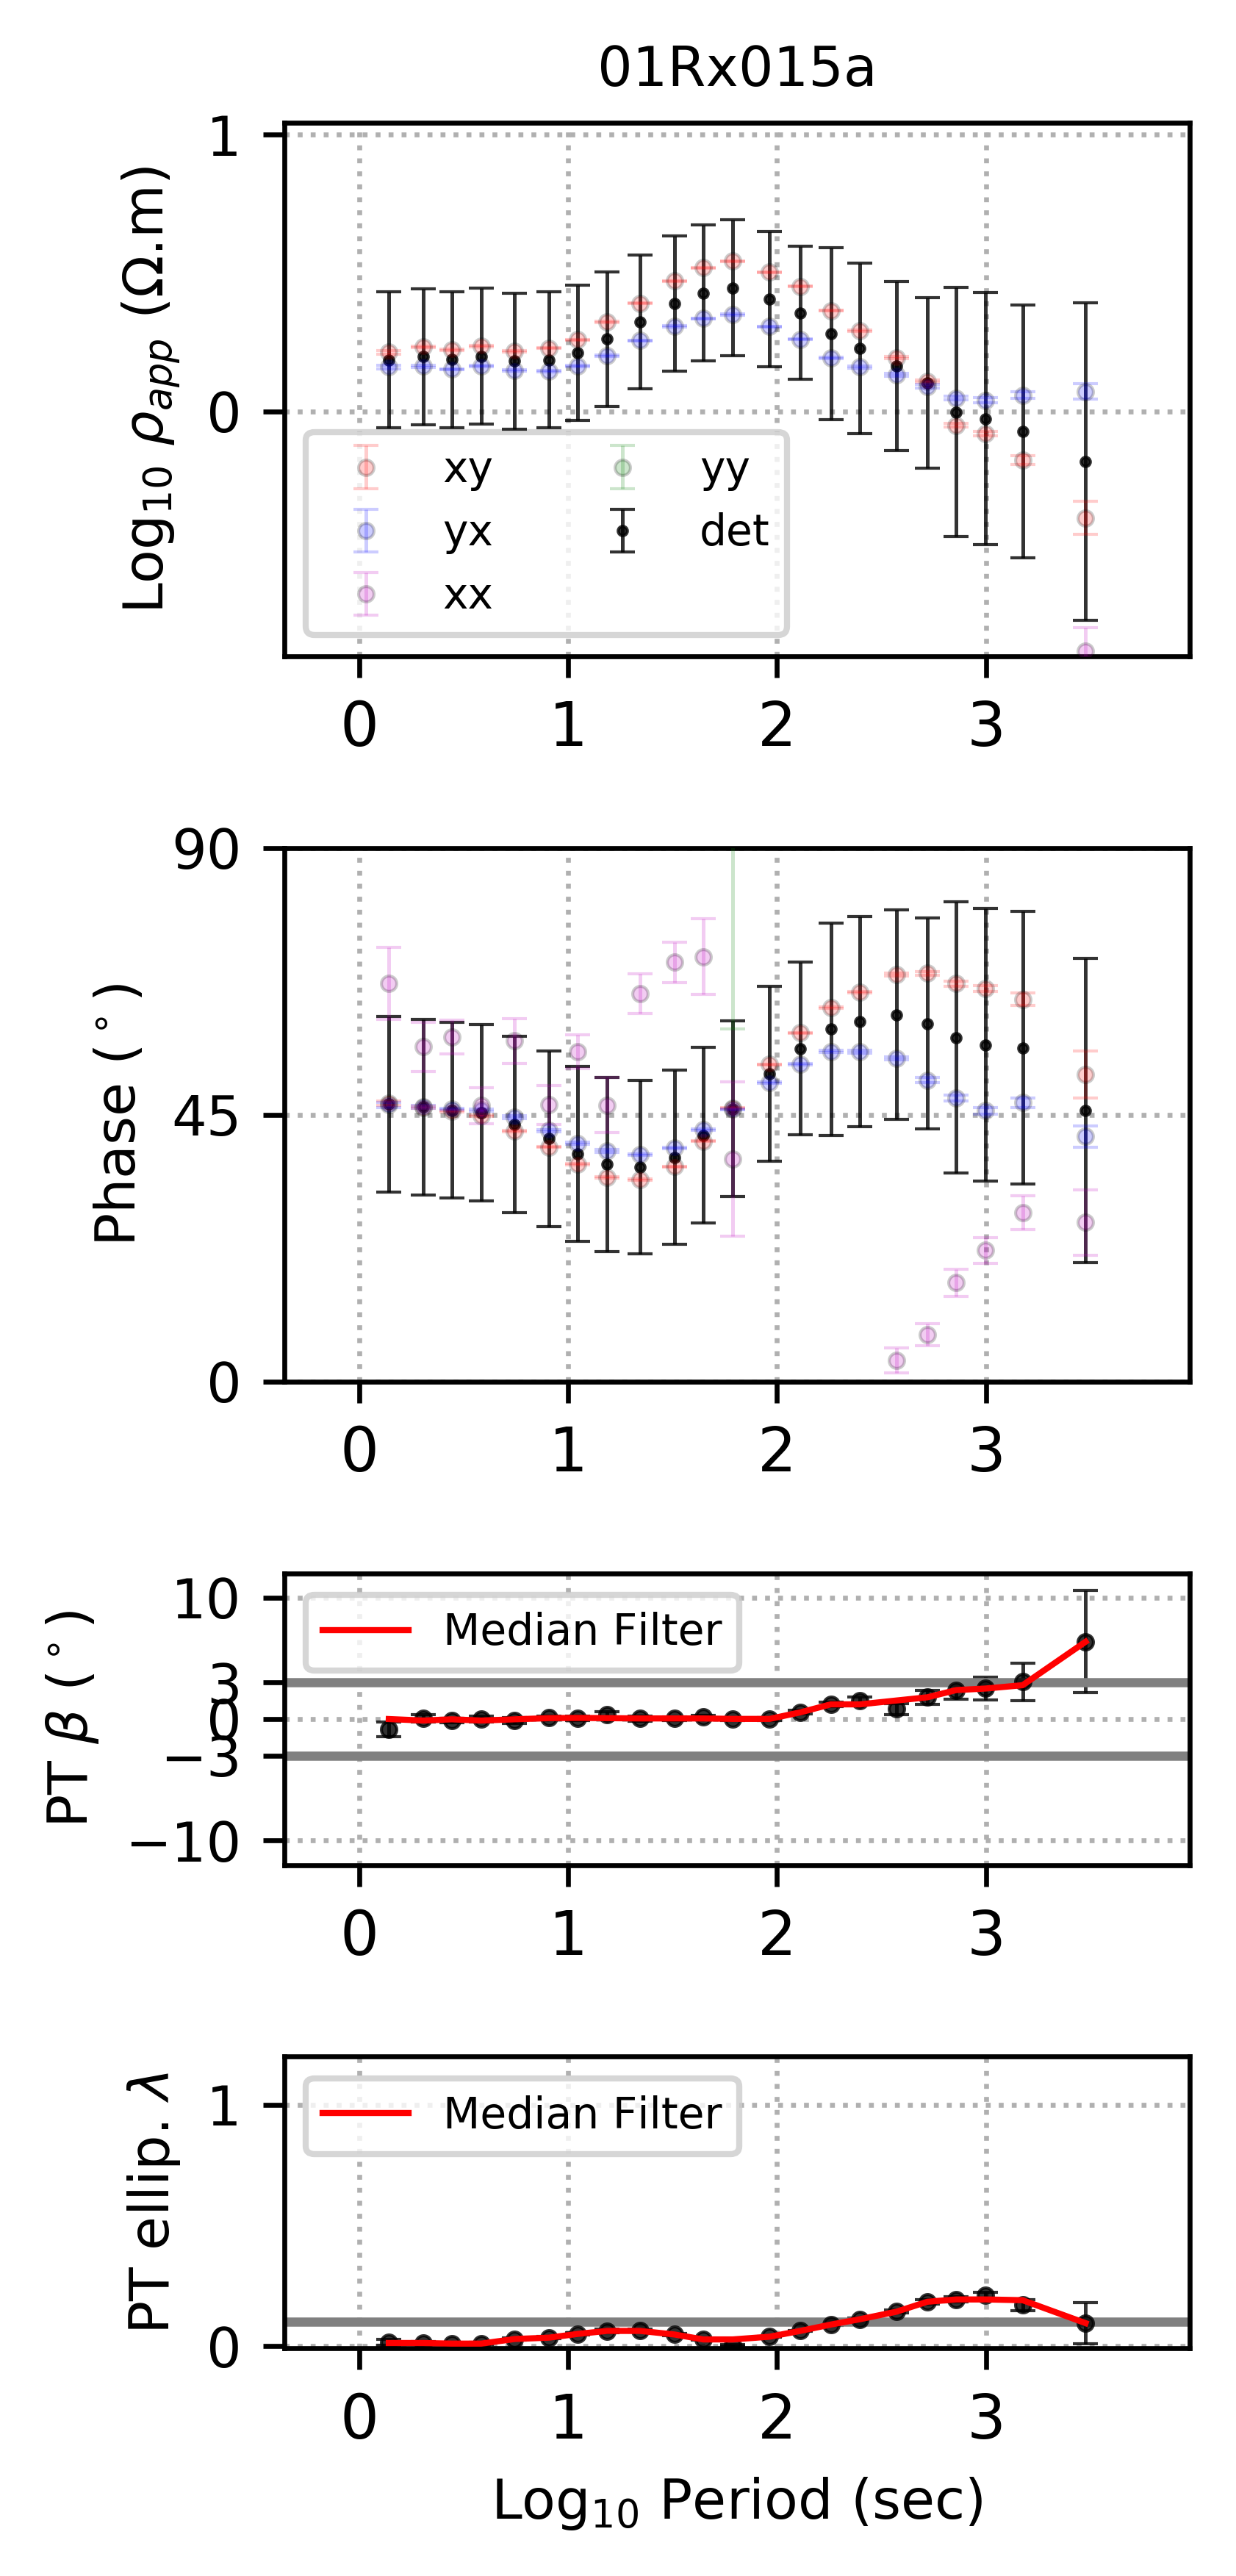 01Rx015a
Log₁₀ ρ_app (Ω.m)
1
0
xy
yy
yx
det
xx
0 1 2 3
Phase (°)
90
45
0
0 1 2 3
PT β (°)
10
3
0
−3
−10
Median Filter
0 1 2 3
PT ellip. λ
1
0
Median Filter
0 1 2 3
Log₁₀ Period (sec)